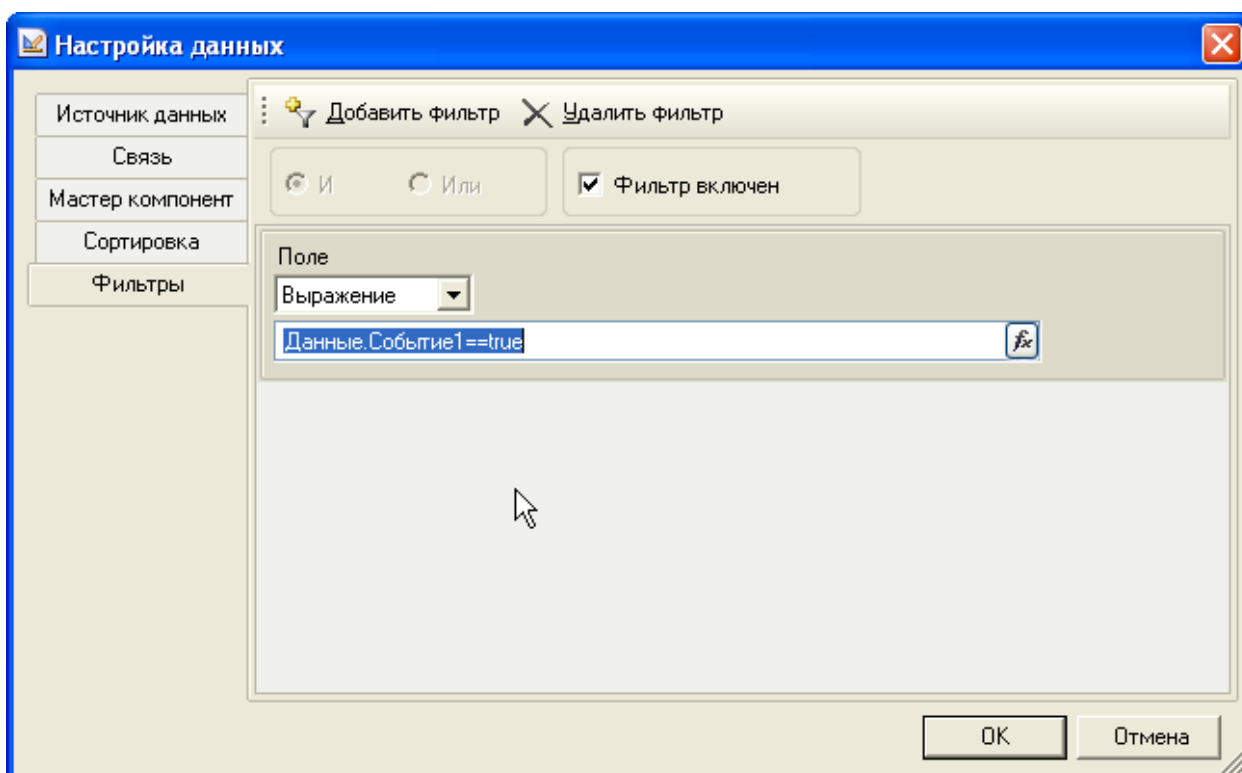 Настройка данных
Источник данных
Связь
Мастер компонент
Сортировка
Фильтры
Добавить фильтр Удалить фильтр
И Или Фильтр включен
Поле
Выражение
Данные.Событие1==true
fx
OK Отмена